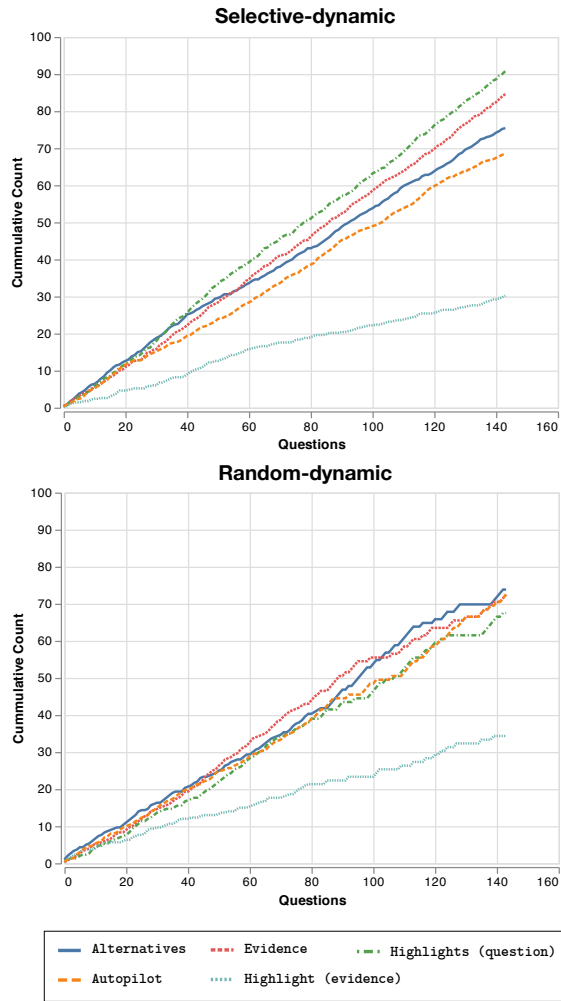 Selective-dynamic
100
90
80
70
60
50
40
30
20
10
0
Cummulative Count
0 20 40 60 80 100 120 140 160
Questions
Random-dynamic
100
90
80
70
60
50
40
30
20
10
0
Cummulative Count
0 20 40 60 80 100 120 140 160
Questions
Alternatives Evidence Highlights (question)
Autopilot Highlight (evidence)